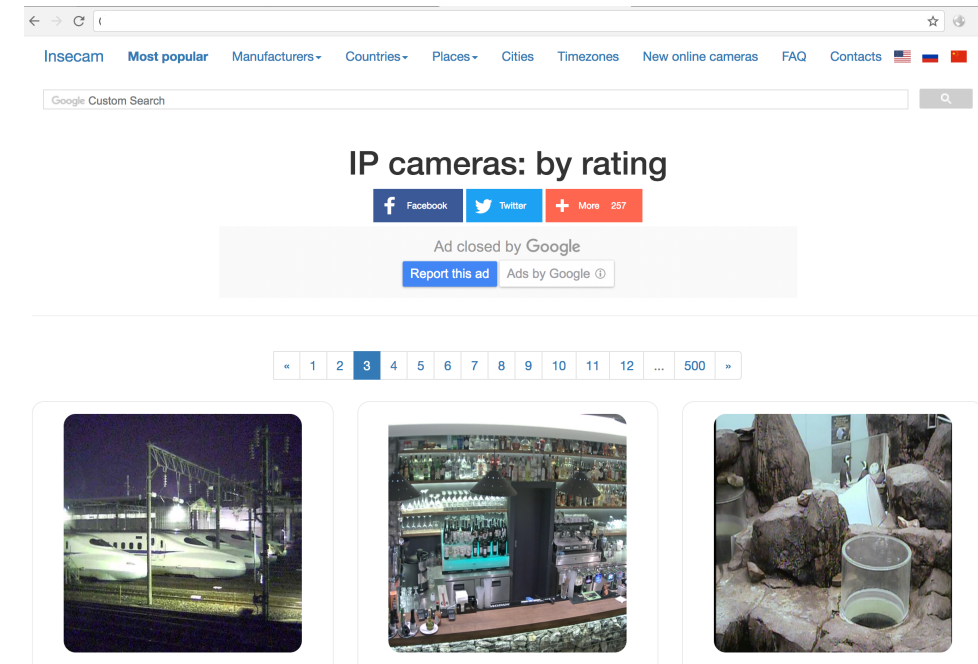 Insecam Most popular Manufacturers Countries Places Cities Timezones New online cameras FAQ Contacts
Google Custom Search
IP cameras: by rating
Facebook Twitter More 257
Ad closed by Google
Report this ad Ads by Google
« 1 2 3 4 5 6 7 8 9 10 11 12 ... 500 »